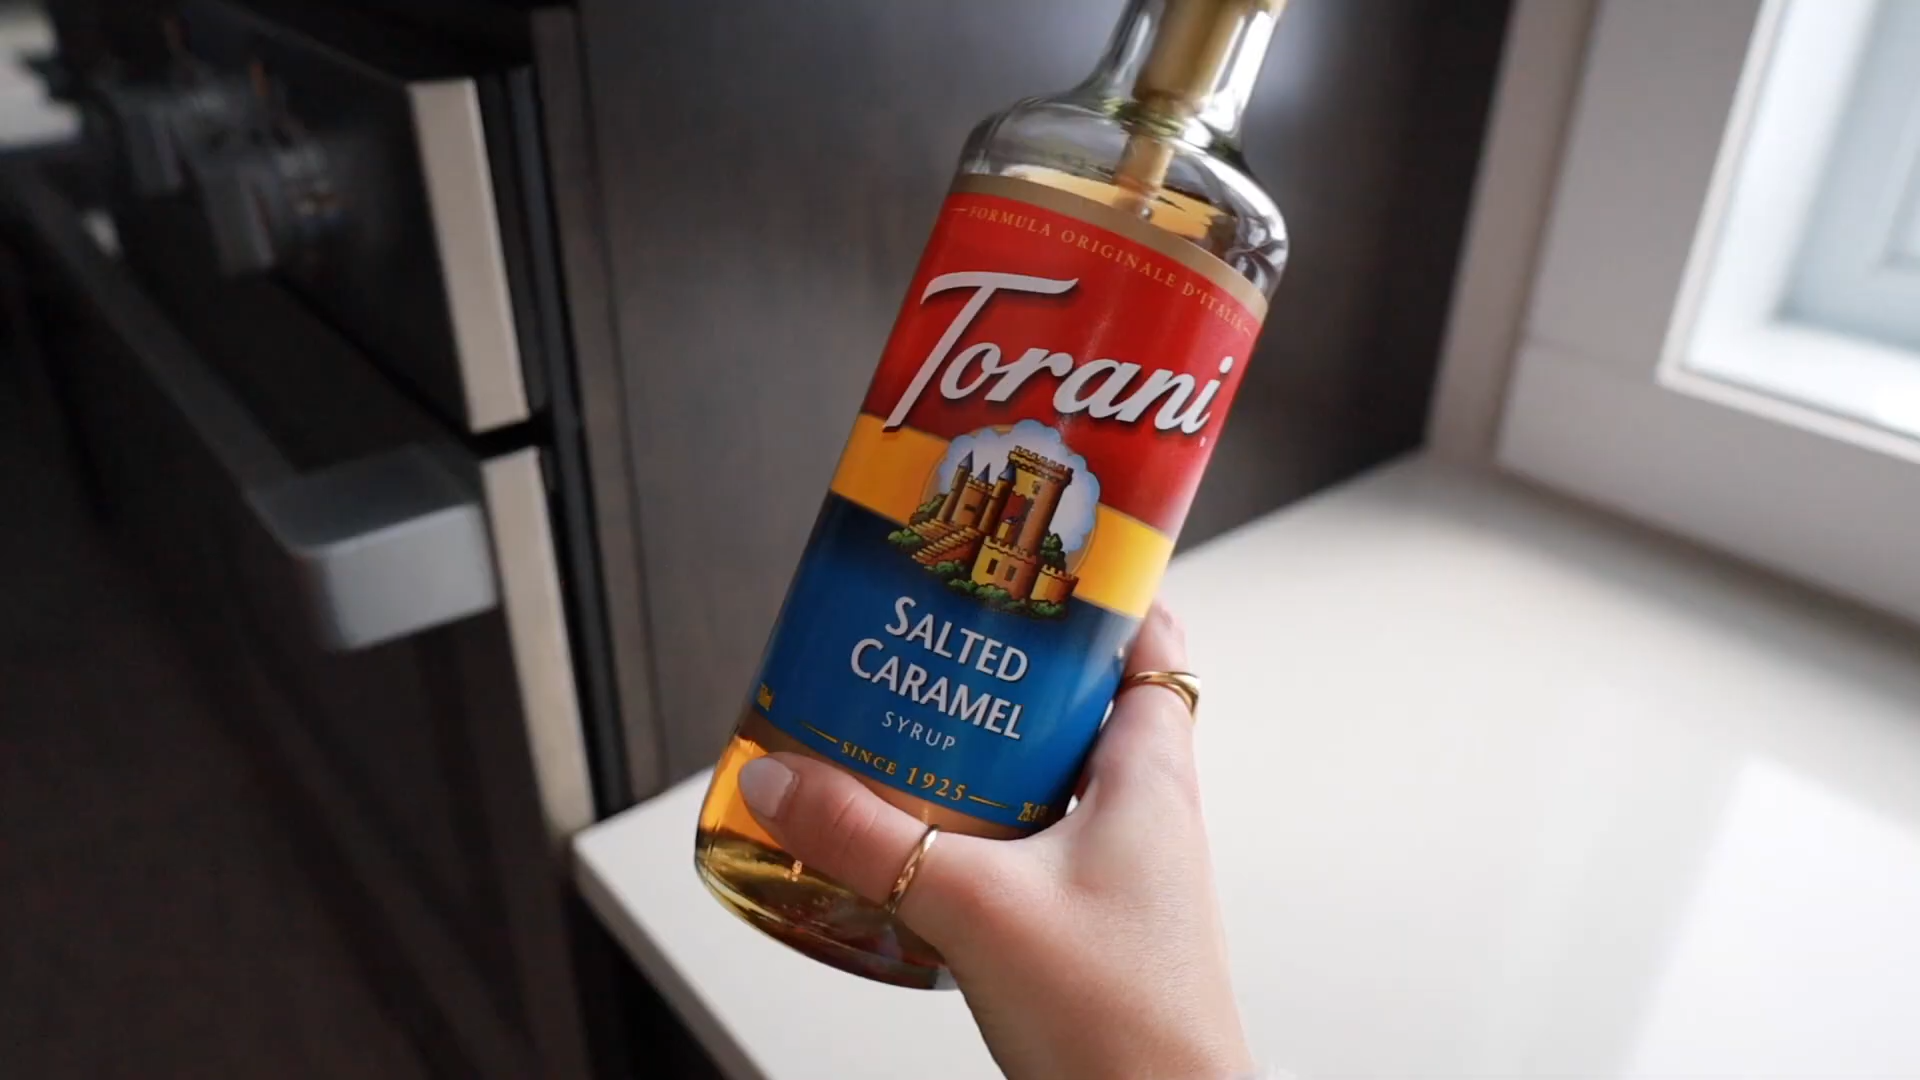 FORMULA ORIGINALE D'ITALIA
Torani
SALTED
CARAMEL
SYRUP
SINCE 1925